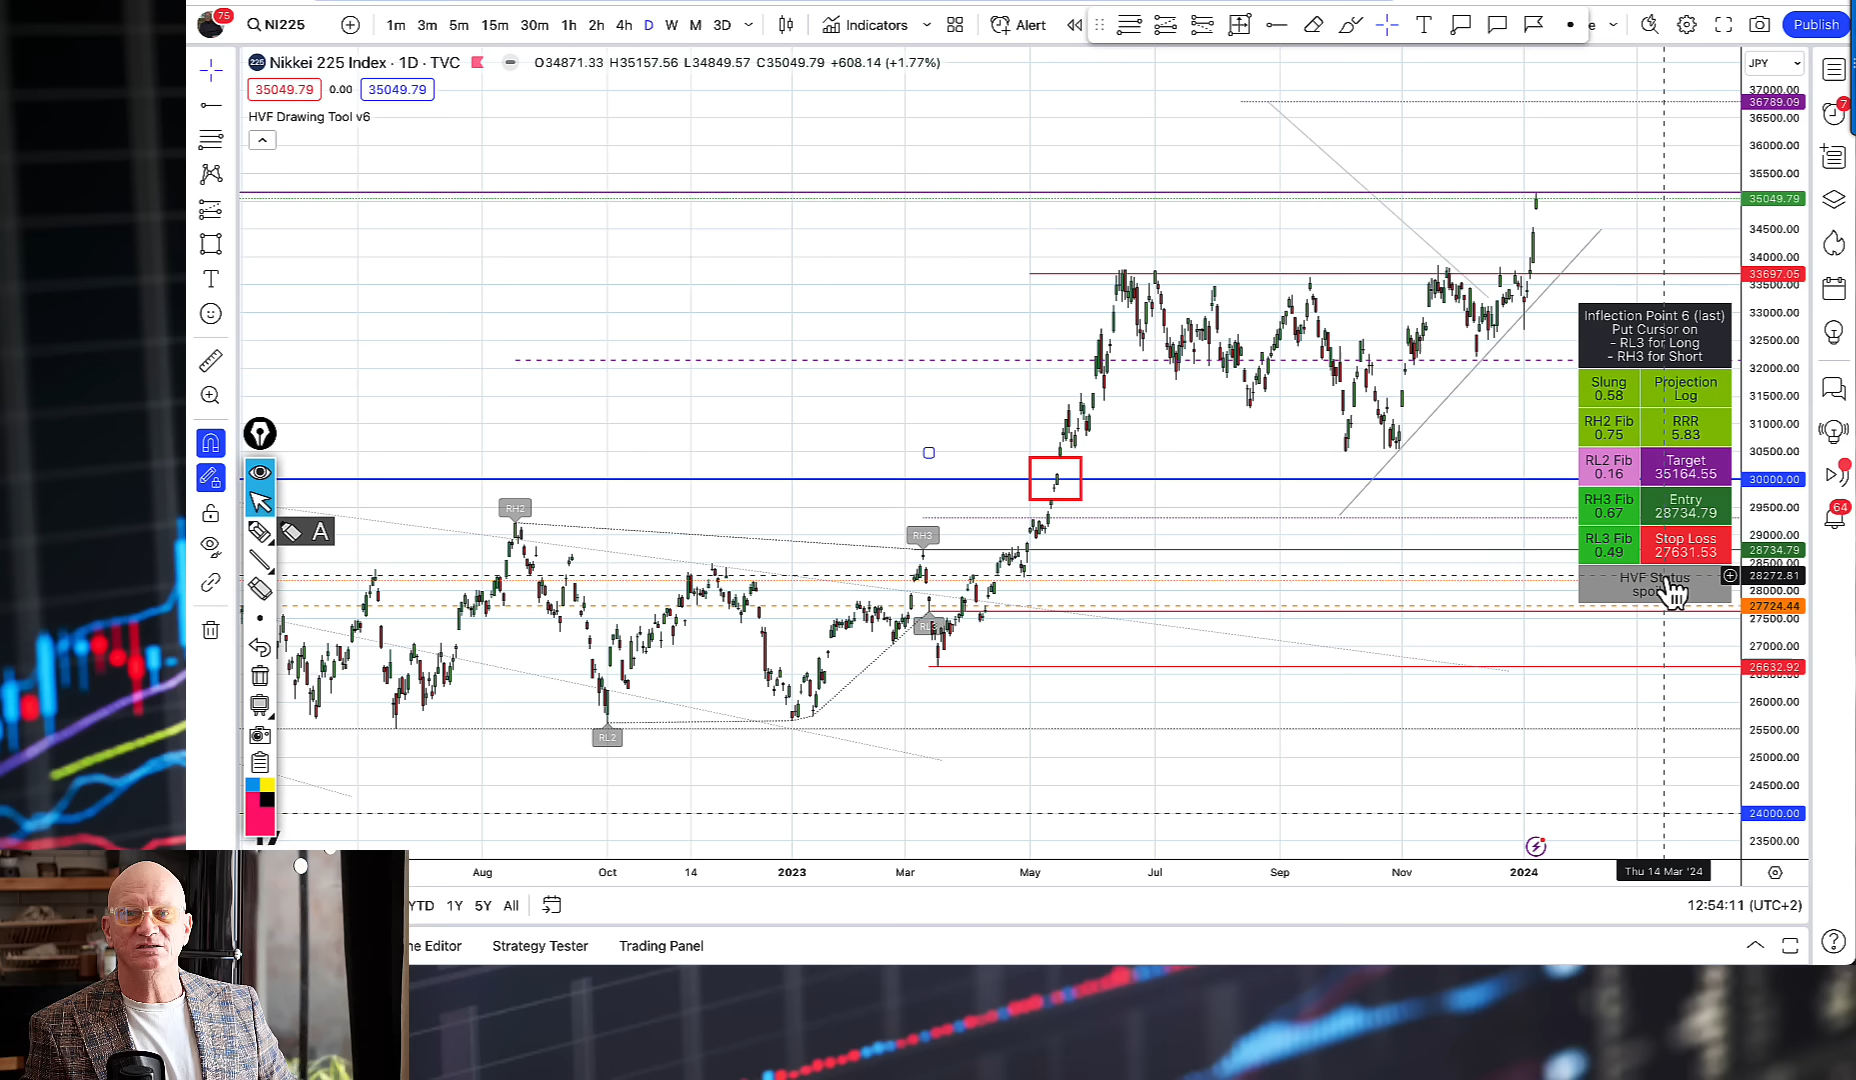 75
NI225
1m 3m 5m 15m 30m 1h 2h 4h D W M 3D
Indicators
Alert
Publish
225 Nikkei 225 Index · 1D · TVC
O34871.33 H35157.56 L34849.57 C35049.79 +608.14 (+1.77%)
35049.79 0.00 35049.79
HVF Drawing Tool v6
JPY
37000.00
36789.09
36500.00
36000.00
35500.00
35049.79
34500.00
34000.00
33697.05
33500.00
33000.00
32500.00
32000.00
31500.00
31000.00
30500.00
30000.00
29500.00
29000.00
28734.79
28500.00
28272.81
28000.00
27724.44
27500.00
27000.00
26632.92
26500.00
26000.00
25500.00
25000.00
24500.00
24000.00
23500.00
Inflection Point 6 (last)
Put Cursor on
- RL3 for Long
- RH3 for Short
Slung
0.58
Projection
Log
RH2 Fib
0.75
RRR
5.83
RL2 Fib
0.16
Target
35164.55
RH3 Fib
0.67
Entry
28734.79
RL3 Fib
0.49
Stop Loss
27631.53
HVF Status
RH2
RH3
RL2
A
7
64
Aug Oct 14 2023 Mar May Jul Sep Nov 2024
Thu 14 Mar '24
YTD 1Y 5Y All
12:54:11 (UTC+2)
Editor Strategy Tester Trading Panel